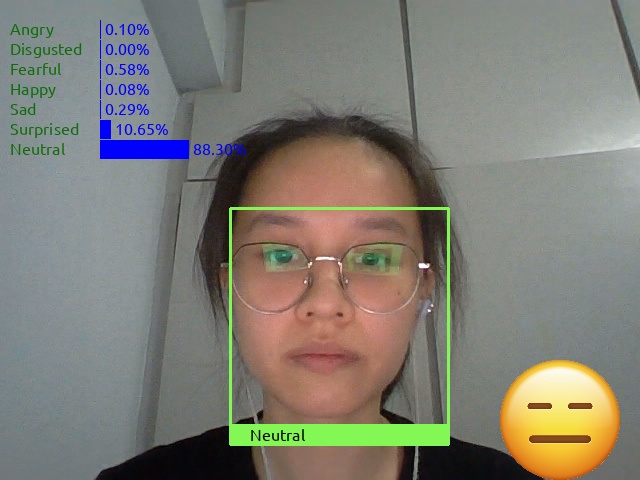 Angry 0.10%
Disgusted 0.00%
Fearful 0.58%
Happy 0.08%
Sad 0.29%
Surprised 10.65%
Neutral 88.30%
Neutral